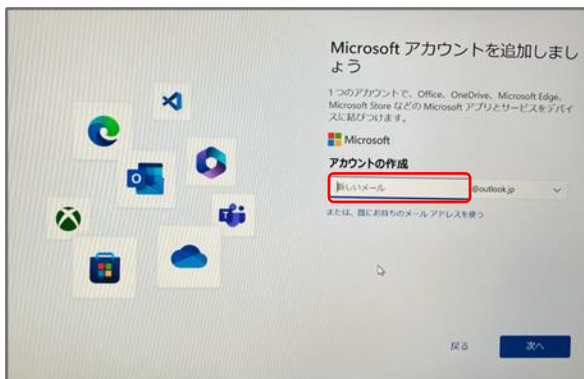 Microsoft アカウントを追加しまし
ょう
1 つのアカウントで、Office、OneDrive、Microsoft Edge、
Microsoft Store などの Microsoft アプリとサービスをデバイ
スに結びつけます。
Microsoft
アカウントの作成
新しいメール
@outlook.jp
または、既にお持ちのメール アドレスを使う
戻る
次へ